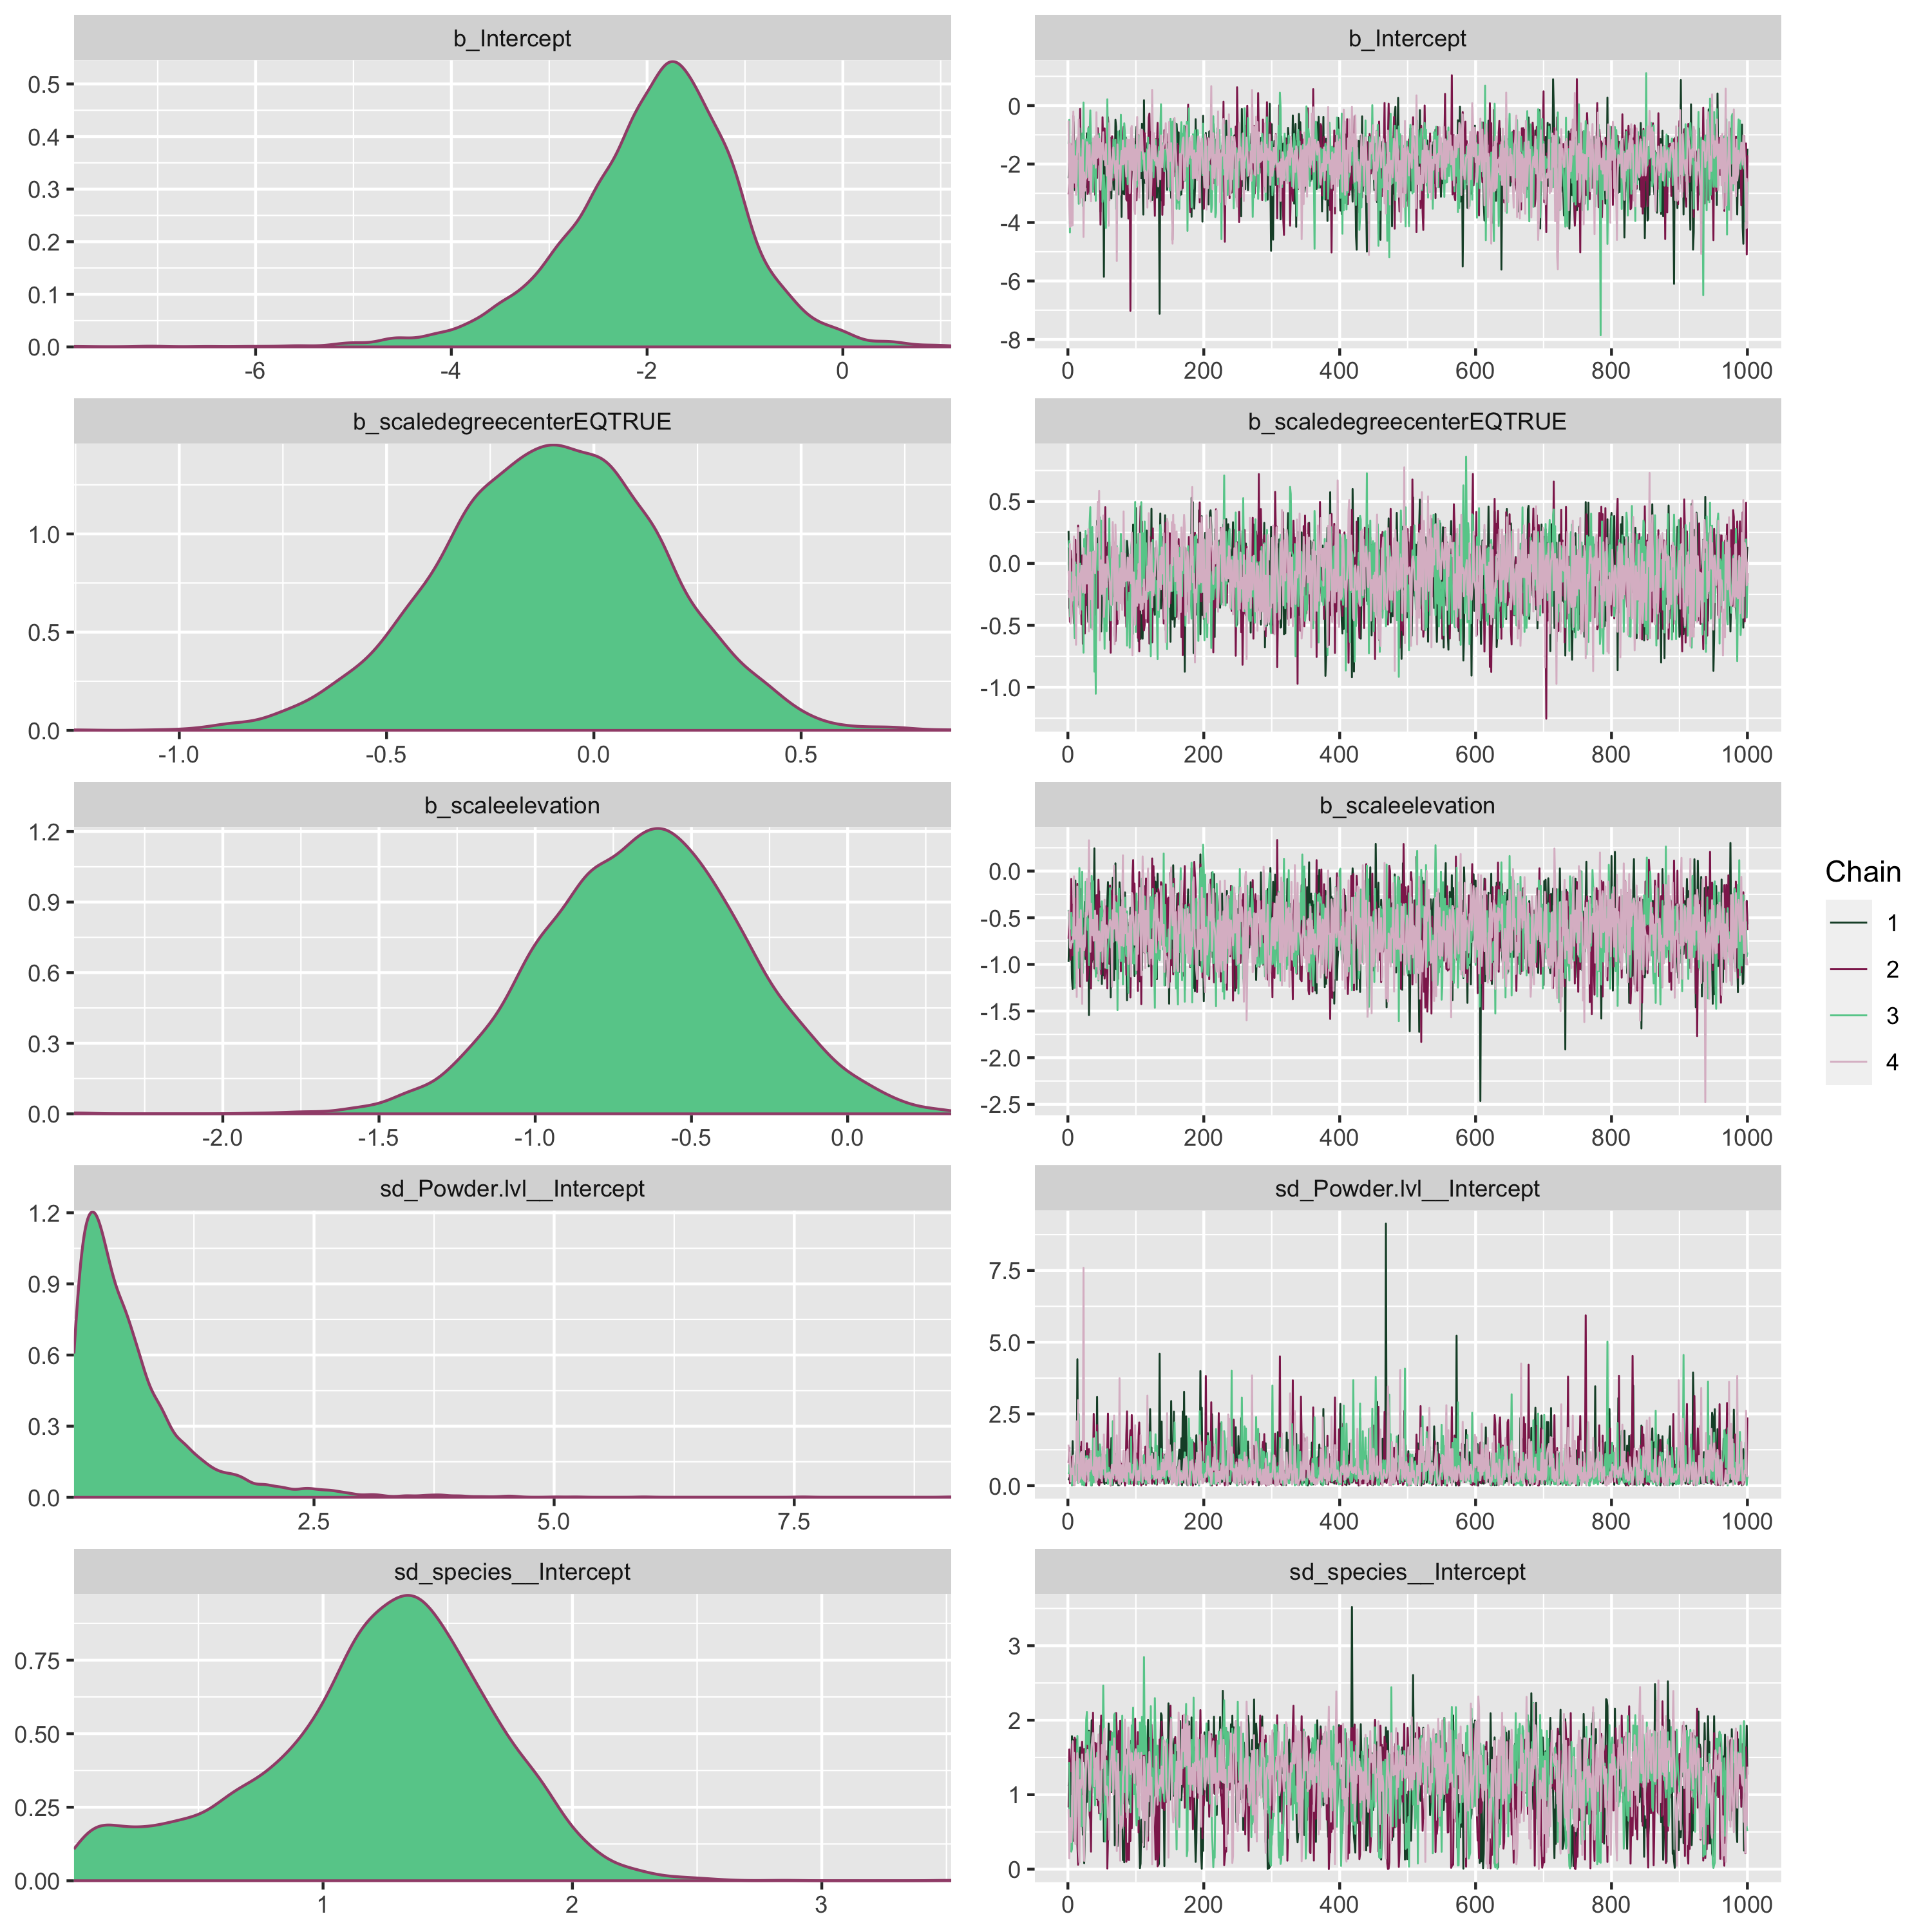 b_Intercept
0.5
0.4
0.3
0.2
0.1
0.0
-6 -4 -2 0
b_Intercept
0
-2
-4
-6
-8
0 200 400 600 800 1000
b_scaledegreecenterEQTRUE
1.0
0.5
0.0
-1.0 -0.5 0.0 0.5
b_scaledegreecenterEQTRUE
0.5
0.0
-0.5
-1.0
0 200 400 600 800 1000
b_scaleelevation
1.2
0.9
0.6
0.3
0.0
-2.0 -1.5 -1.0 -0.5 0.0
b_scaleelevation
0.0
-0.5
-1.0
-1.5
-2.0
-2.5
0 200 400 600 800 1000
sd_Powder.lvl__Intercept
1.2
0.9
0.6
0.3
0.0
2.5 5.0 7.5
sd_Powder.lvl__Intercept
7.5
5.0
2.5
0.0
0 200 400 600 800 1000
sd_species__Intercept
0.75
0.50
0.25
0.00
1 2 3
sd_species__Intercept
3
2
1
0
0 200 400 600 800 1000
Chain
1
2
3
4